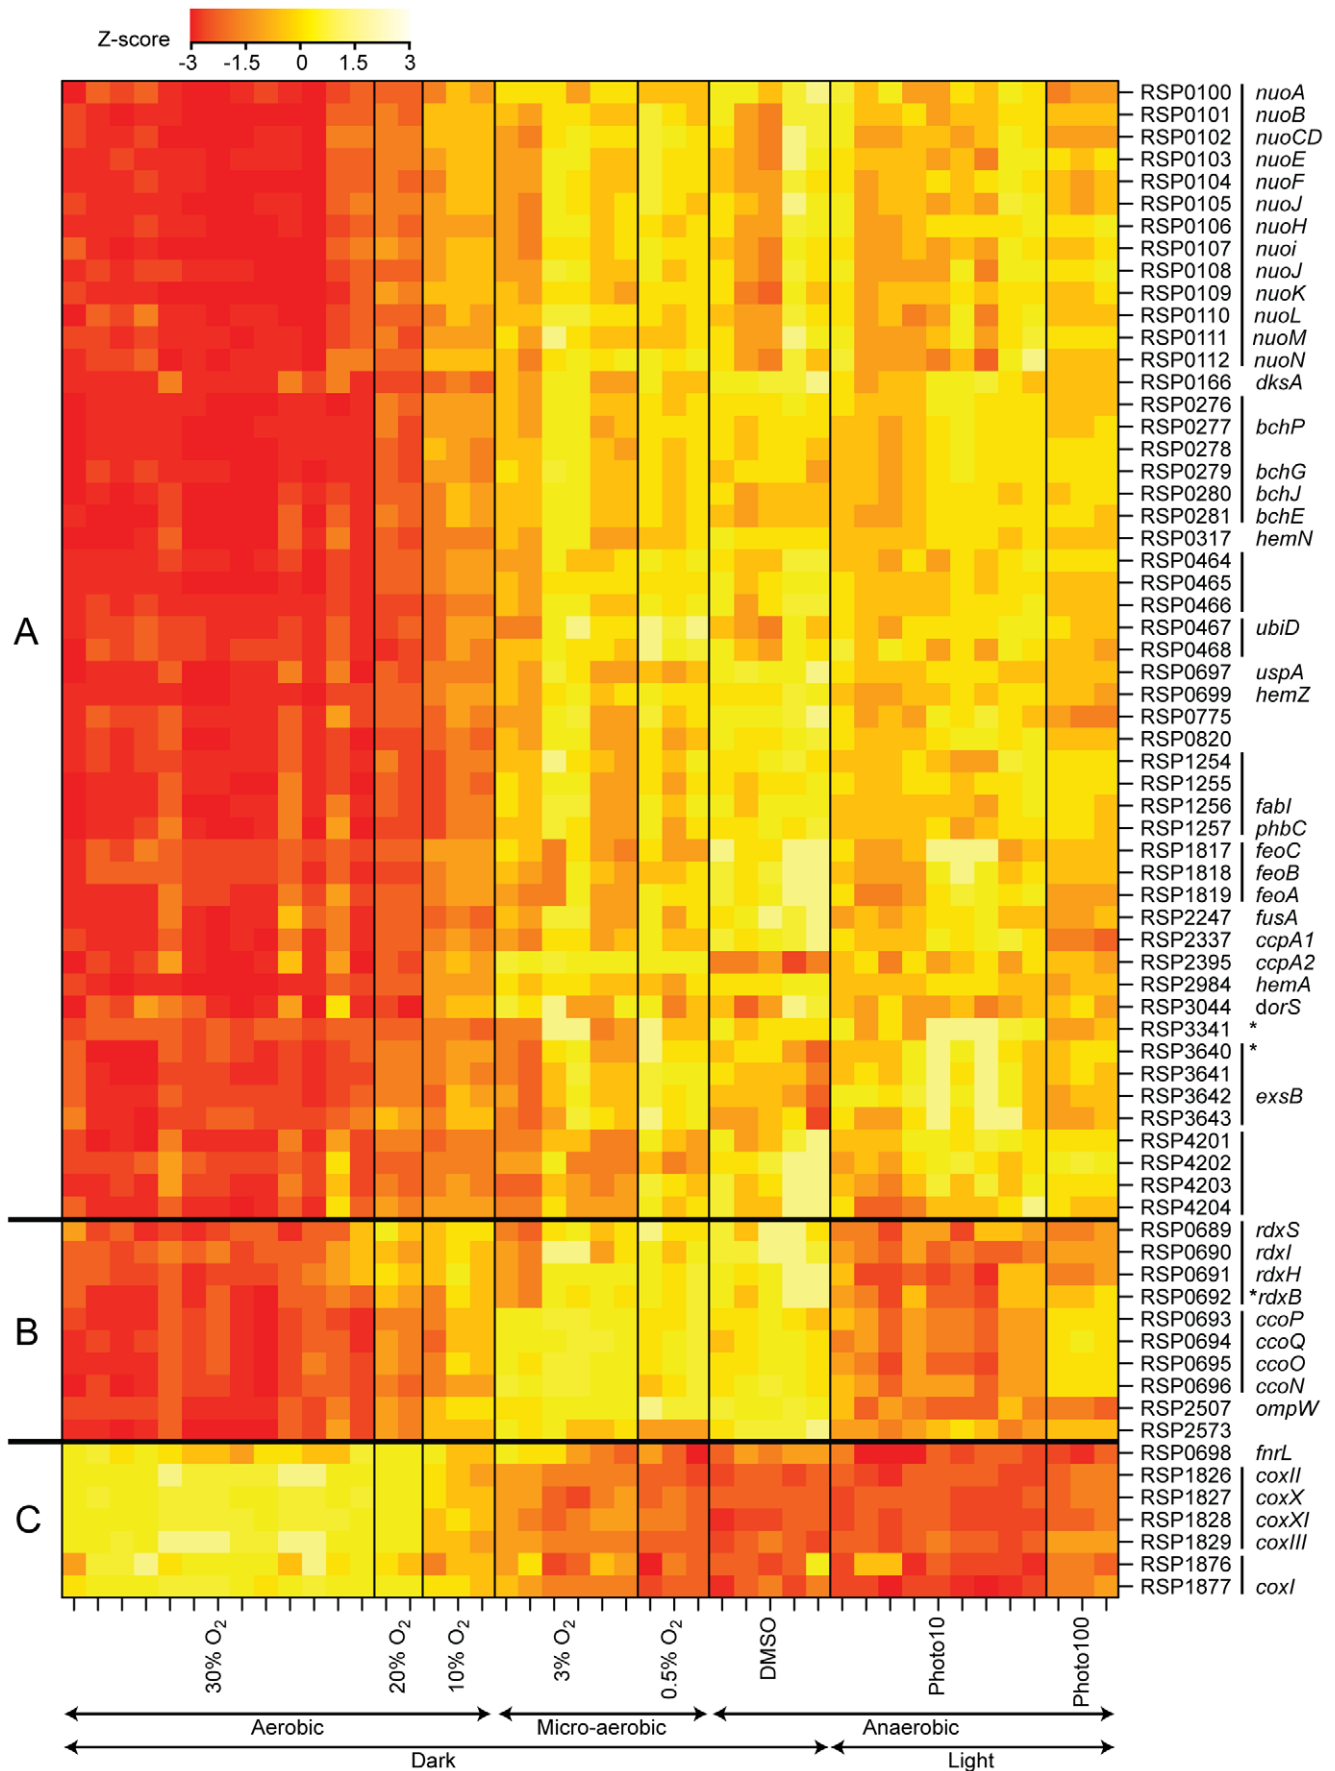 Z-score
-3 -1.5 0 1.5 3
RSP0100 nuoA
RSP0101 nuoB
RSP0102 nuoCD
RSP0103 nuoE
RSP0104 nuoF
RSP0105 nuoJ
RSP0106 nuoH
RSP0107 nuoi
RSP0108 nuoJ
RSP0109 nuoK
RSP0110 nuoL
RSP0111 nuoM
RSP0112 nuoN
RSP0166 dksA
RSP0276
RSP0277 bchP
RSP0278
RSP0279 bchG
RSP0280 bchJ
RSP0281 bchE
RSP0317 hemN
RSP0464
RSP0465
RSP0466
A
RSP0467 ubiD
RSP0468
RSP0697 uspA
RSP0699 hemZ
RSP0775
RSP0820
RSP1254
RSP1255
RSP1256 fabI
RSP1257 phbC
RSP1817 feoC
RSP1818 feoB
RSP1819 feoA
RSP2247 fusA
RSP2337 ccpA1
RSP2395 ccpA2
RSP2984 hemA
RSP3044 dorS
RSP3341 *
RSP3640 *
RSP3641
RSP3642 exsB
RSP3643
RSP4201
RSP4202
RSP4203
RSP4204
RSP0689 rdxS
RSP0690 rdxI
RSP0691 rdxH
RSP0692 *rdxB
B
RSP0693 ccoP
RSP0694 ccoQ
RSP0695 ccoO
RSP0696 ccoN
RSP2507 ompW
RSP2573
RSP0698 fnrL
RSP1826 coxII
RSP1827 coxX
C
RSP1828 coxXI
RSP1829 coxIII
RSP1876
RSP1877 coxI
30% O2 20% O2 10% O2 3% O2 0.5% O2 DMSO Photo10 Photo100
Aerobic Micro-aerobic Anaerobic
Dark Light